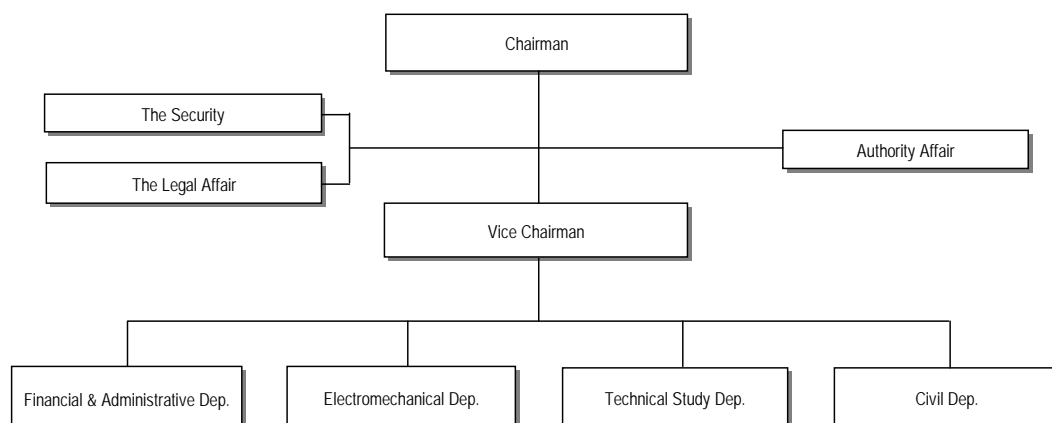 Chairman
The Security
Authority Affair
The Legal Affair
Vice Chairman
Financial & Administrative Dep.
Electromechanical Dep.
Technical Study Dep.
Civil Dep.